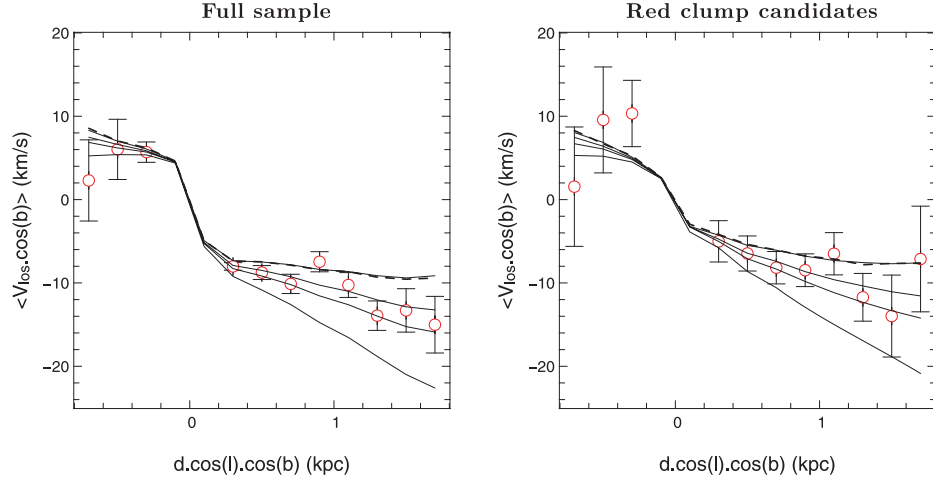 Full sample
Red clump candidates
20
10
0
−10
−20
<V_los.cos(b)> (km/s)
0
1
d.cos(l).cos(b) (kpc)
20
10
0
−10
−20
<V_los.cos(b)> (km/s)
0
1
d.cos(l).cos(b) (kpc)